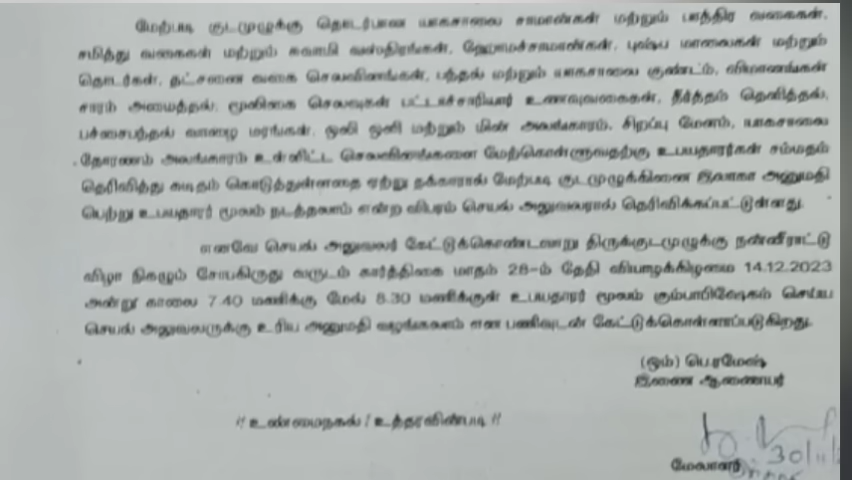 மேற்படி குடமுழுக்கு தொடர்பான யாகசாலை சாமான்கள் மற்றும் பாத்திர வகைகள்,
சமித்து வகைகள் மற்றும் சுவாமி வஸ்திரங்கள், ஹோமச்சாமான்கள், புஷ்ப மாலைகள் மற்றும்
தொடர்கள், தட்சணை வகை செலவினங்கள், பந்தல் மற்றும் யாகசாலை குண்டம், விமானங்கள்
சாரம் அமைத்தல், மூலிகை செலவுகள் பட்டாச்சாரியார் உணவுவகைகள், தீர்த்தம் தெளித்தல்,
பச்சைபந்தல் வாழை மரங்கள், ஒலி ஒளி மற்றும் மின் அலங்காரம், சிறப்பு மேளம், யாகசாலை
தோரணம் அலங்காரம் உள்ளிட்ட செலவினங்களை மேற்கொள்ளுவதற்கு உபயதாரர்கள் சம்மதம்
தெரிவித்து கடிதம் கொடுத்துள்ளதை ஏற்று தக்காரால் மேற்படி குடமுழுக்கினை இலாகா அனுமதி
பெற்று உபயதாரர் மூலம் நடத்தலாம் என்ற விபரம் செயல் அலுவலரால் தெரிவிக்கப்பட்டுள்ளது.
எனவே செயல் அலுவலர் கேட்டுக்கொண்டவாறு திருக்குடமுழுக்கு நன்னீராட்டு
விழா நிகழும் சோபகிருது வருடம் கார்த்திகை மாதம் 28-ம் தேதி வியாழக்கிழமை 14.12.2023
அன்று காலை 7.40 மணிக்கு மேல் 8.30 மணிக்குள் உபயதாரர் மூலம் கும்பாபிஷேகம் செய்ய
செயல் அலுவலருக்கு உரிய அனுமதி வழங்கலாம் என பணிவுடன் கேட்டுக்கொள்ளப்படுகிறது.
(ஒம்) பெ.ரமேஷ்
இணை ஆணையர்
// உண்மைநகல் / உத்தரவின்படி //
30/11/
மேலாளர்